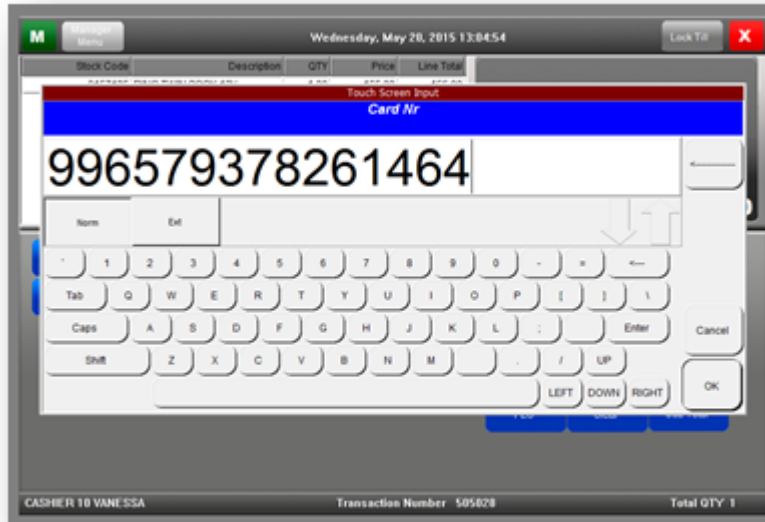 M Manager Menu Wednesday, May 20, 2015 13:04:54 Lock Till X
Stock Code Description QTY Price Line Total
Touch Screen Input
Card Nr
996579378261464
<--------
Norm Ext
` 1 2 3 4 5 6 7 8 9 0 - = <--
Tab Q W E R T Y U I O P [ ] \
Caps A S D F G H J K L ; Enter Cancel
Shift Z X C V B N M . / UP
LEFT DOWN RIGHT OK
CASHIER 10 VANESSA Transaction Number 505028 Total QTY 1